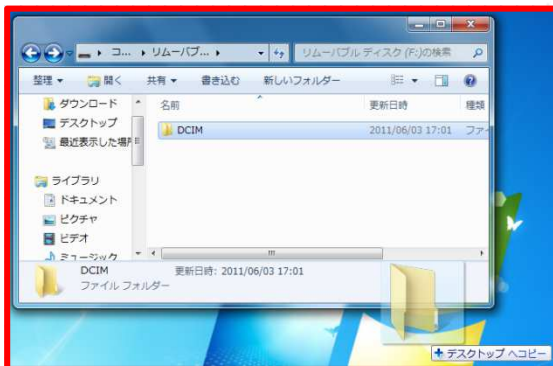 コ... リムーバブ... リムーバブル ディスク (F:)の検索
整理 開く 共有 書き込む 新しいフォルダー
名前 更新日時 種類
ダウンロード
デスクトップ
最近表示した場所
DCIM 2011/06/03 17:01 ファイ
ライブラリ
ドキュメント
ピクチャ
ビデオ
ミュージック
DCIM 更新日時: 2011/06/03 17:01
ファイル フォルダー
デスクトップ へコピー